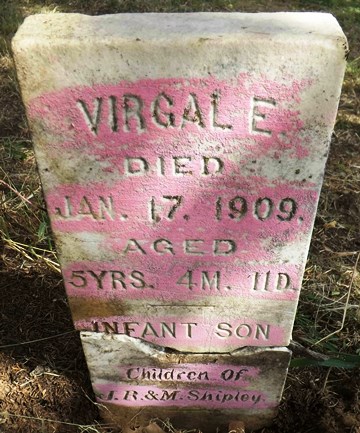 VIRGAL E.
DIED
JAN. 17. 1909.
AGED
5YRS. 4M. 11D.
INFANT SON
Children Of
J.R.&M. Shipley.